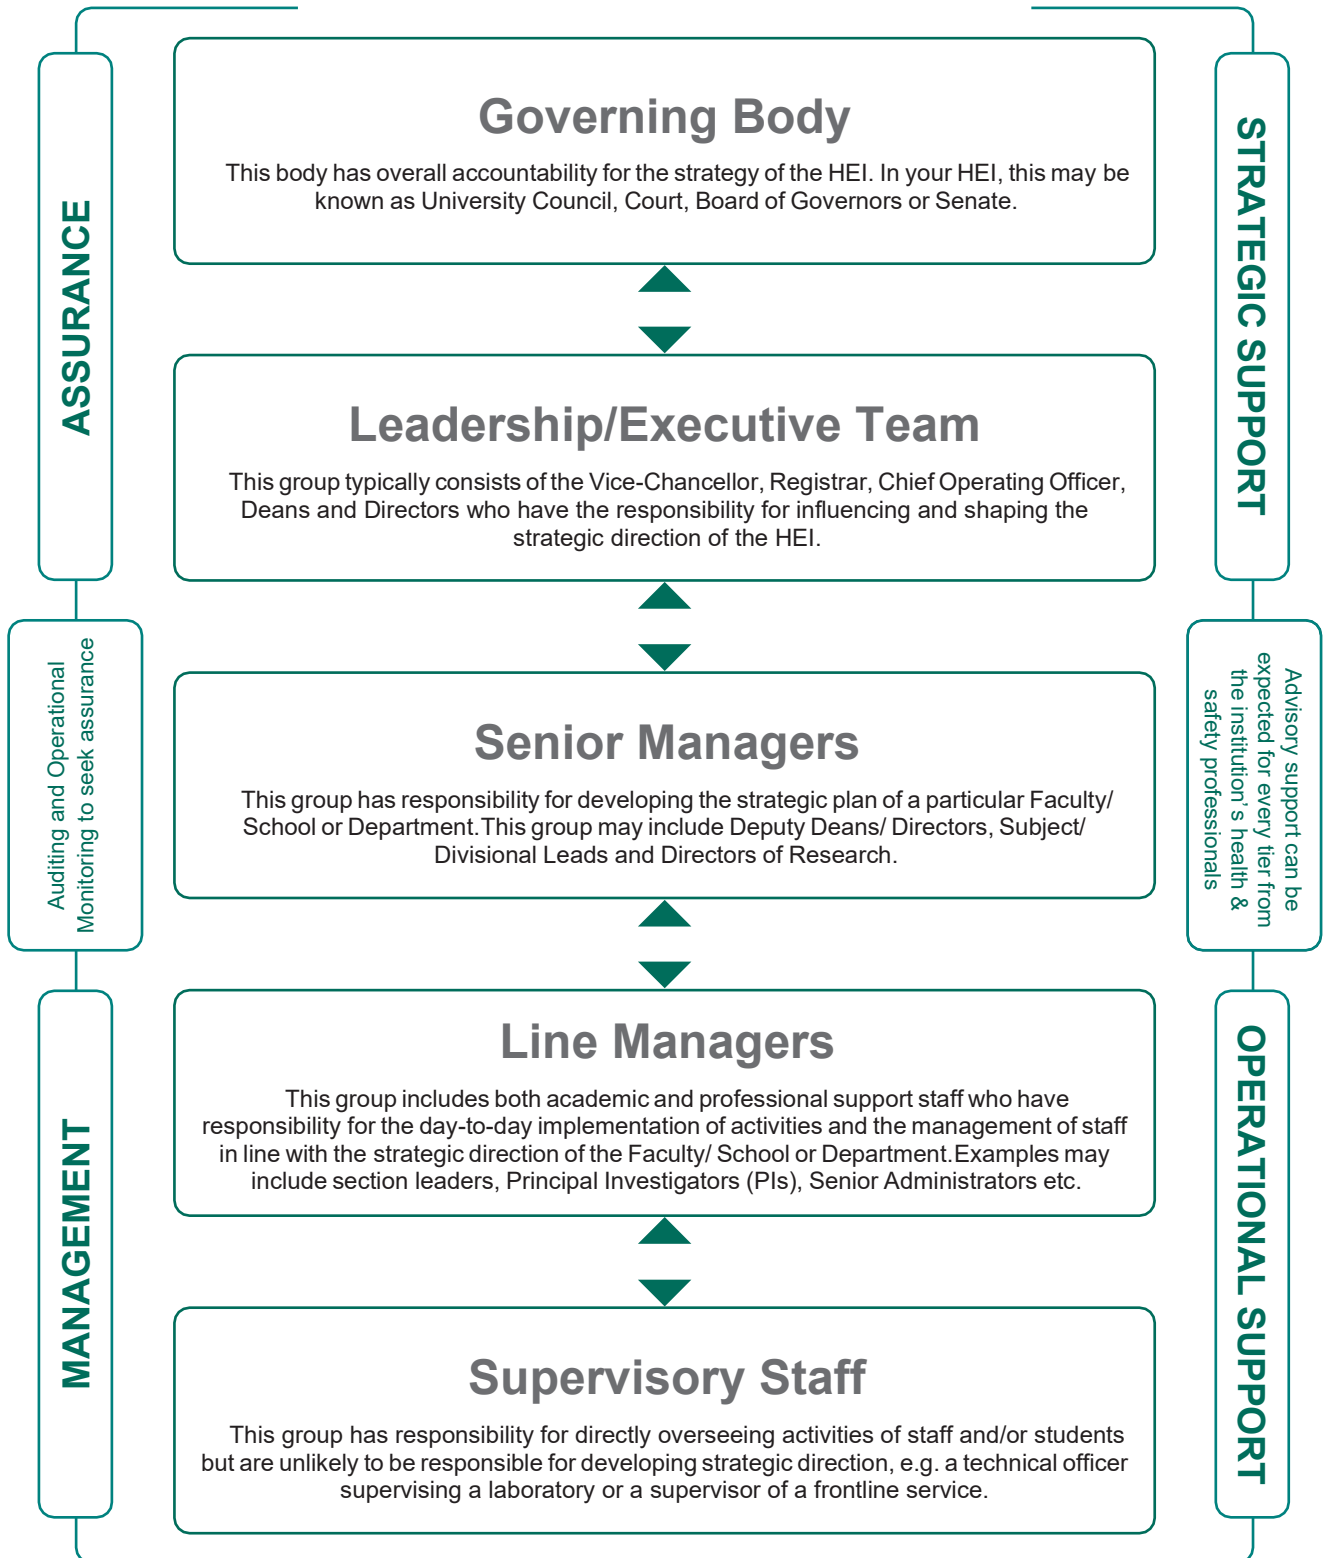 ASSURANCE
Auditing and Operational
Monitoring to seek assurance
MANAGEMENT
Governing Body
This body has overall accountability for the strategy of the HEI. In your HEI, this may be
known as University Council, Court, Board of Governors or Senate.
Leadership/Executive Team
This group typically consists of the Vice-Chancellor, Registrar, Chief Operating Officer,
Deans and Directors who have the responsibility for influencing and shaping the
strategic direction of the HEI.
Senior Managers
This group has responsibility for developing the strategic plan of a particular Faculty/
School or Department.This group may include Deputy Deans/ Directors, Subject/
Divisional Leads and Directors of Research.
Line Managers
This group includes both academic and professional support staff who have
responsibility for the day-to-day implementation of activities and the management of staff
in line with the strategic direction of the Faculty/ School or Department.Examples may
include section leaders, Principal Investigators (PIs), Senior Administrators etc.
Supervisory Staff
This group has responsibility for directly overseeing activities of staff and/or students
but are unlikely to be responsible for developing strategic direction, e.g. a technical officer
supervising a laboratory or a supervisor of a frontline service.
STRATEGIC SUPPORT
Advisory support can be
expected for every tier from
the institution's health &
safety professionals
OPERATIONAL SUPPORT